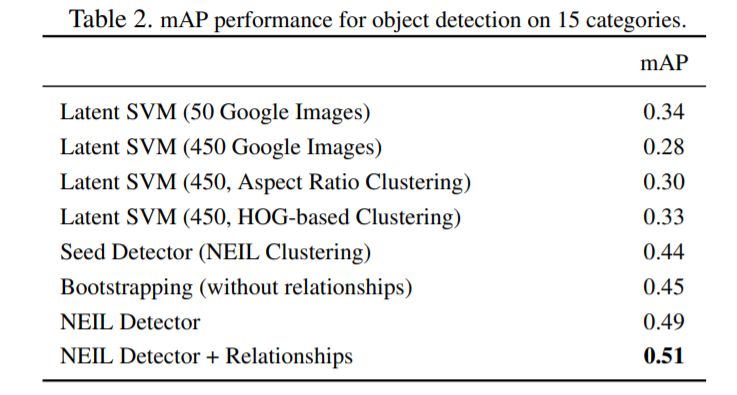 Table 2. mAP performance for object detection on 15 categories.
mAP
Latent SVM (50 Google Images) 0.34
Latent SVM (450 Google Images) 0.28
Latent SVM (450, Aspect Ratio Clustering) 0.30
Latent SVM (450, HOG-based Clustering) 0.33
Seed Detector (NEIL Clustering) 0.44
Bootstrapping (without relationships) 0.45
NEIL Detector 0.49
NEIL Detector + Relationships 0.51